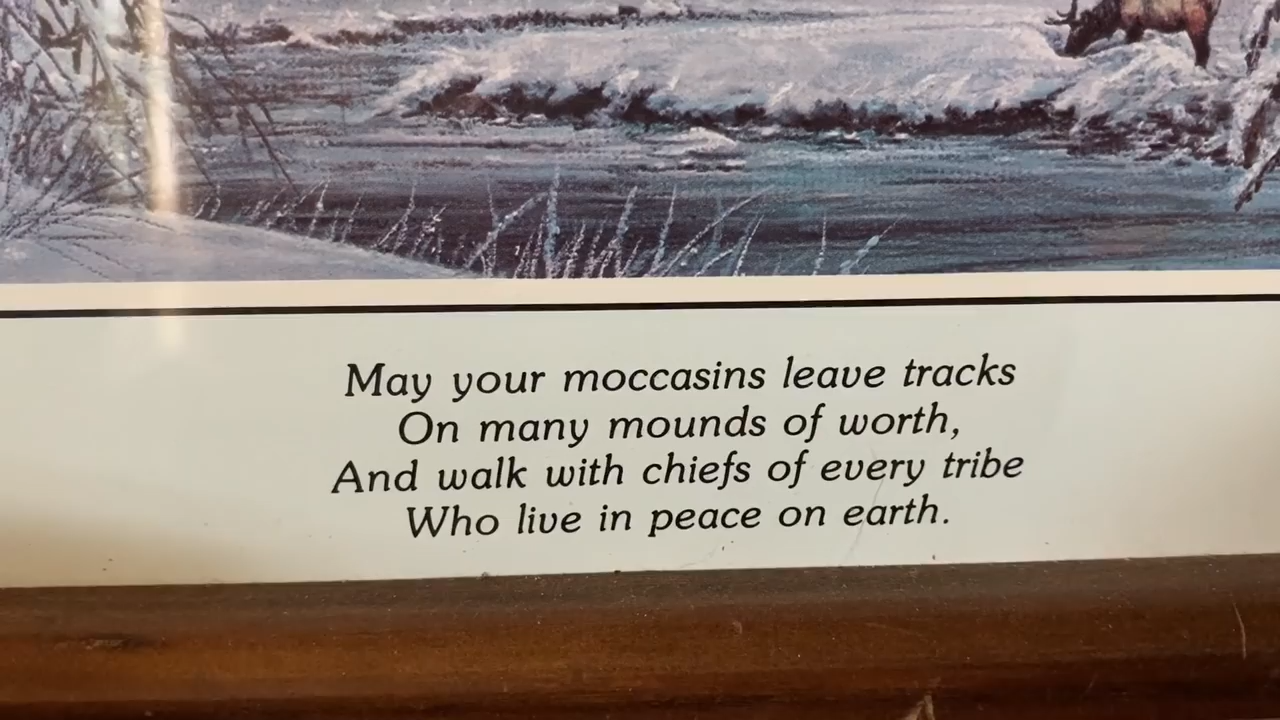 May your moccasins leave tracks
On many mounds of worth,
And walk with chiefs of every tribe
Who live in peace on earth.